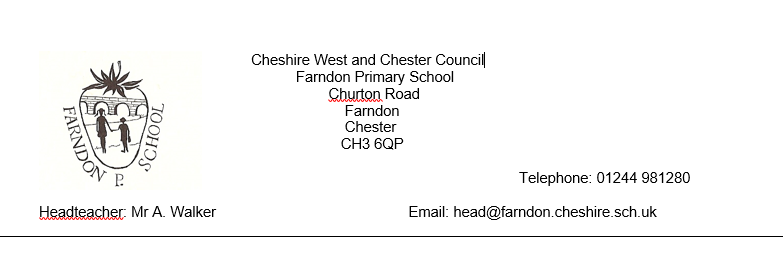 Cheshire West and Chester Council
Farndon Primary School
Churton Road
Farndon
Chester
CH3 6QP
FARNDON P. SCHOOL
Telephone: 01244 981280
Headteacher: Mr A. Walker
Email: head@farndon.cheshire.sch.uk